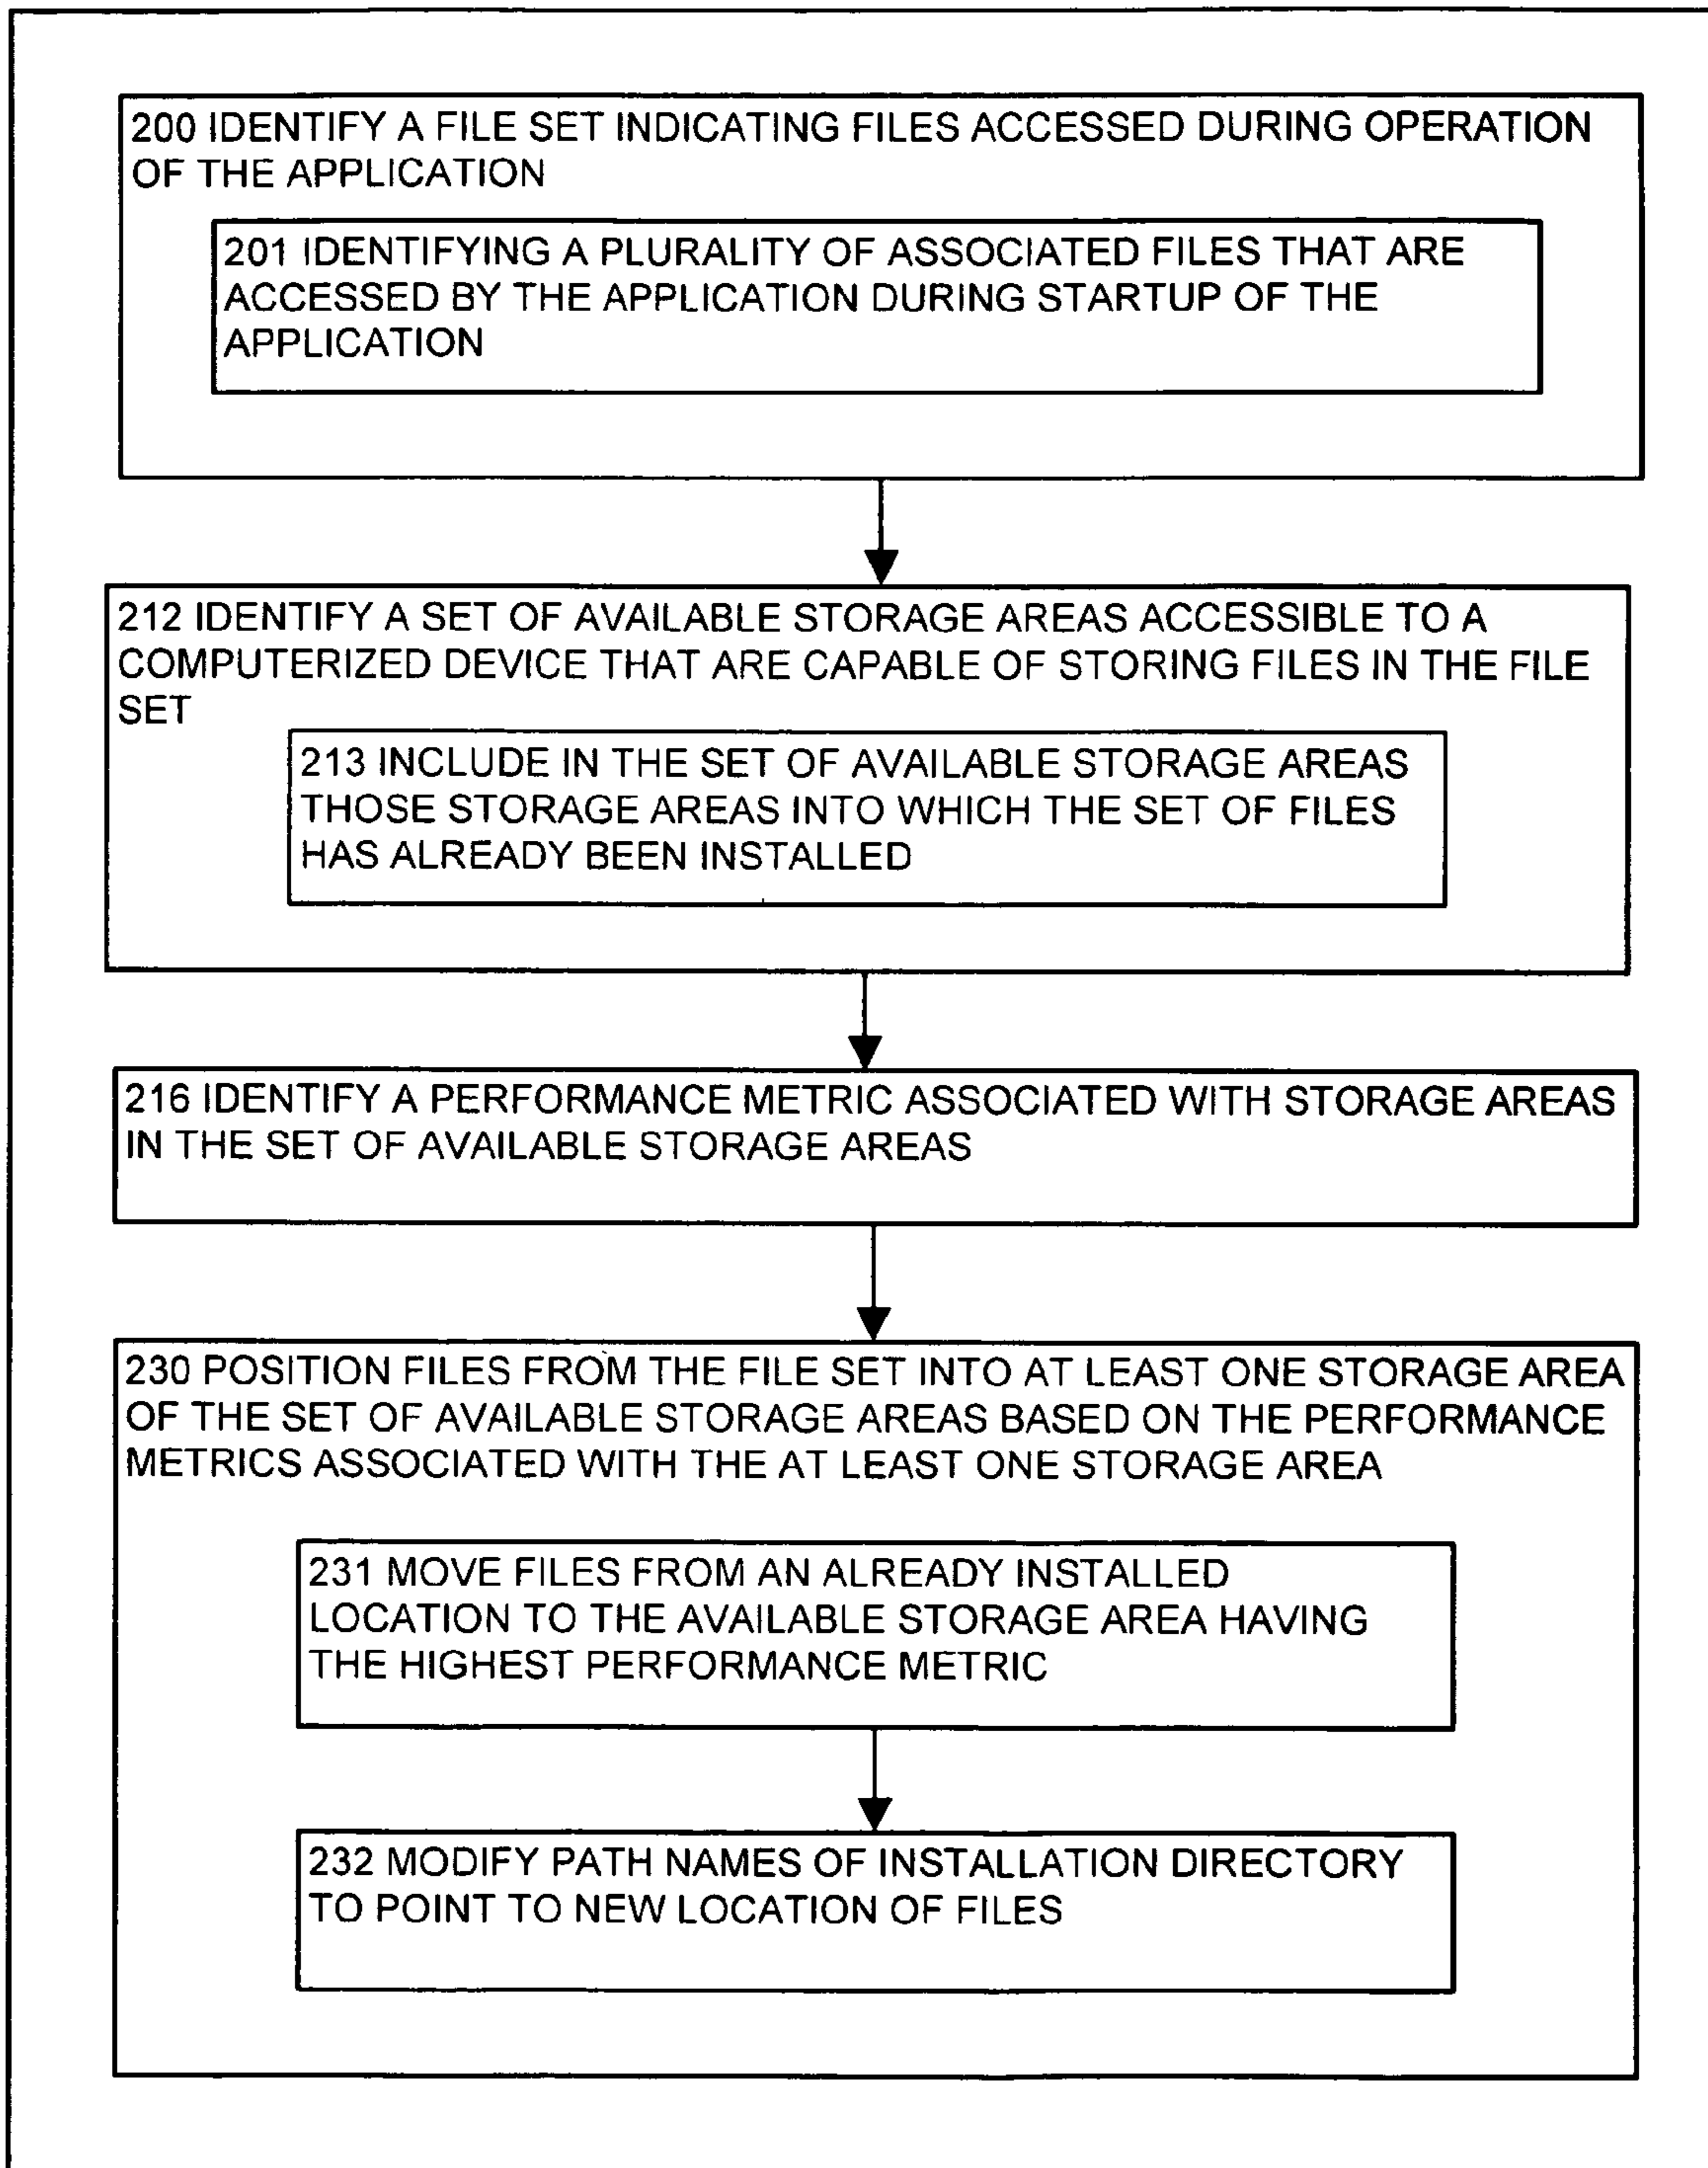 200 IDENTIFY A FILE SET INDICATING FILES ACCESSED DURING OPERATION
OF THE APPLICATION
201 IDENTIFYING A PLURALITY OF ASSOCIATED FILES THAT ARE
ACCESSED BY THE APPLICATION DURING STARTUP OF THE
APPLICATION
212 IDENTIFY A SET OF AVAILABLE STORAGE AREAS ACCESSIBLE TO A
COMPUTERIZED DEVICE THAT ARE CAPABLE OF STORING FILES IN THE FILE
SET
213 INCLUDE IN THE SET OF AVAILABLE STORAGE AREAS
THOSE STORAGE AREAS INTO WHICH THE SET OF FILES
HAS ALREADY BEEN INSTALLED
216 IDENTIFY A PERFORMANCE METRIC ASSOCIATED WITH STORAGE AREAS
IN THE SET OF AVAILABLE STORAGE AREAS
230 POSITION FILES FROM THE FILE SET INTO AT LEAST ONE STORAGE AREA
OF THE SET OF AVAILABLE STORAGE AREAS BASED ON THE PERFORMANCE
METRICS ASSOCIATED WITH THE AT LEAST ONE STORAGE AREA
231 MOVE FILES FROM AN ALREADY INSTALLED
LOCATION TO THE AVAILABLE STORAGE AREA HAVING
THE HIGHEST PERFORMANCE METRIC
232 MODIFY PATH NAMES OF INSTALLATION DIRECTORY
TO POINT TO NEW LOCATION OF FILES